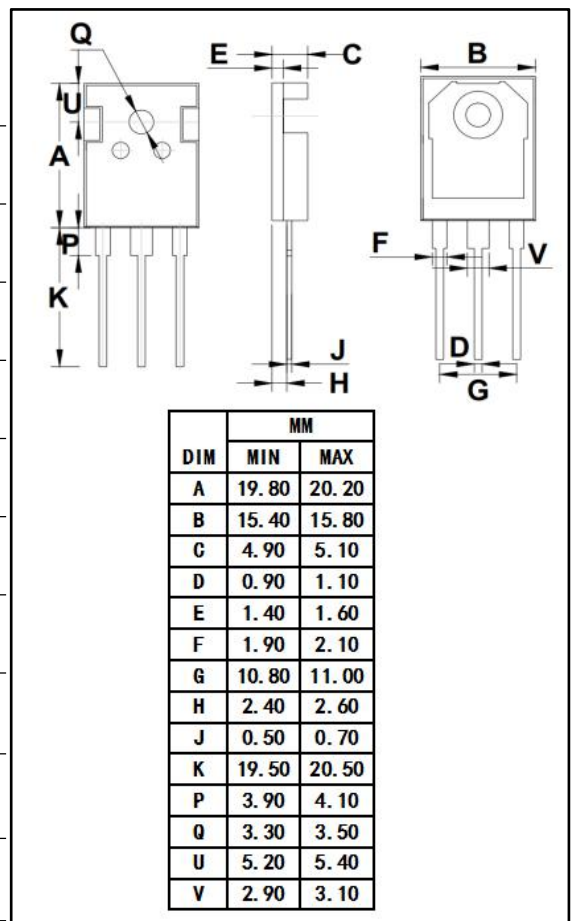 Q
E
C
B
U
A
P
K
F
V
J
H
D
G
MM
DIM MIN MAX
A 19.80 20.20
B 15.40 15.80
C 4.90 5.10
D 0.90 1.10
E 1.40 1.60
F 1.90 2.10
G 10.80 11.00
H 2.40 2.60
J 0.50 0.70
K 19.50 20.50
P 3.90 4.10
Q 3.30 3.50
U 5.20 5.40
V 2.90 3.10